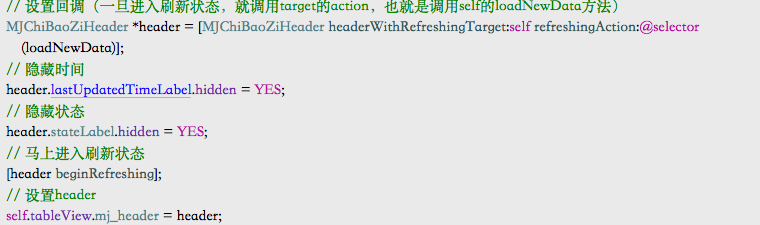 // 设置回调（一旦进入刷新状态，就调用target的action，也就是调用self的loadNewData方法）
MJChiBaoZiHeader *header = [MJChiBaoZiHeader headerWithRefreshingTarget:self refreshingAction:@selector
(loadNewData)];
// 隐藏时间
header.lastUpdatedTimeLabel.hidden = YES;
// 隐藏状态
header.stateLabel.hidden = YES;
// 马上进入刷新状态
[header beginRefreshing];
// 设置header
self.tableView.mj_header = header;